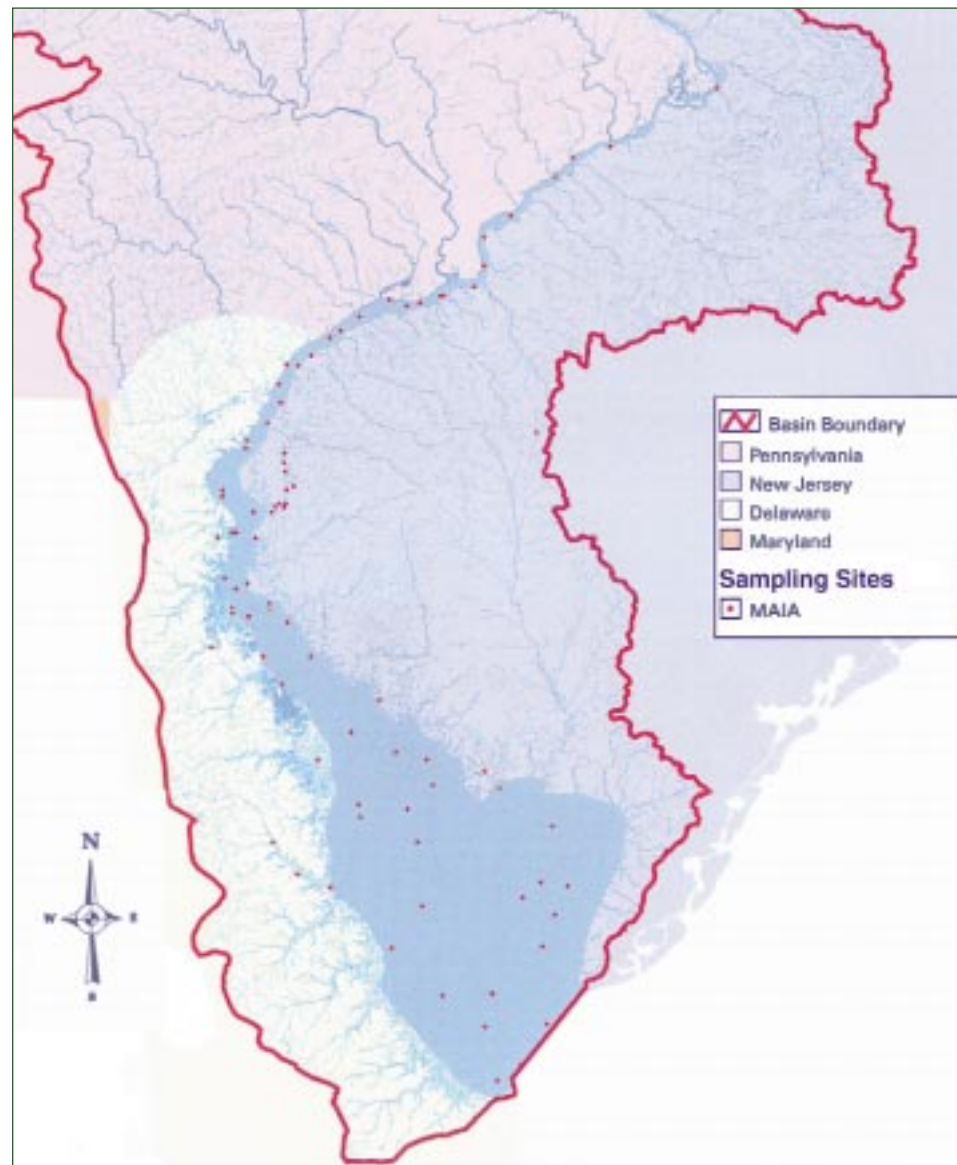 Basin Boundary
Pennsylvania
New Jersey
Delaware
Maryland
Sampling Sites
MAIA
N
W E
S